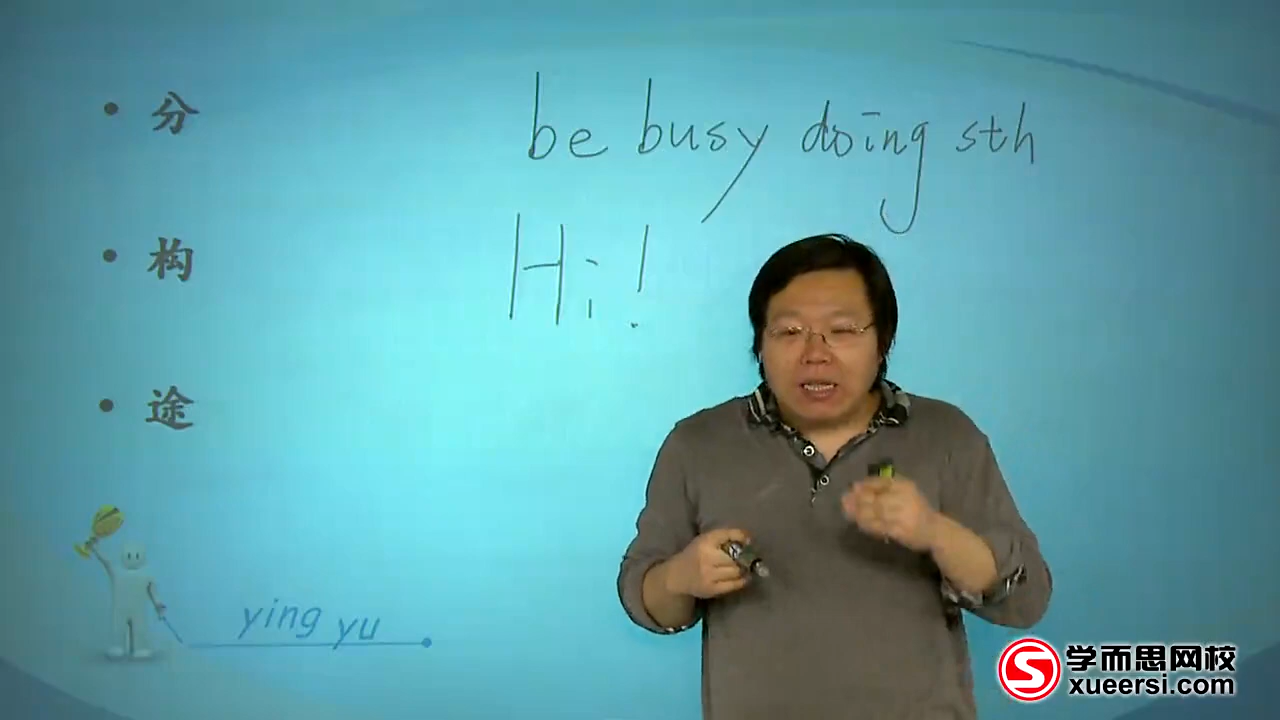 • 分
be busy doing sth
Hi!
• 构
• 途
ying yu
学而思网校
xueersi.com